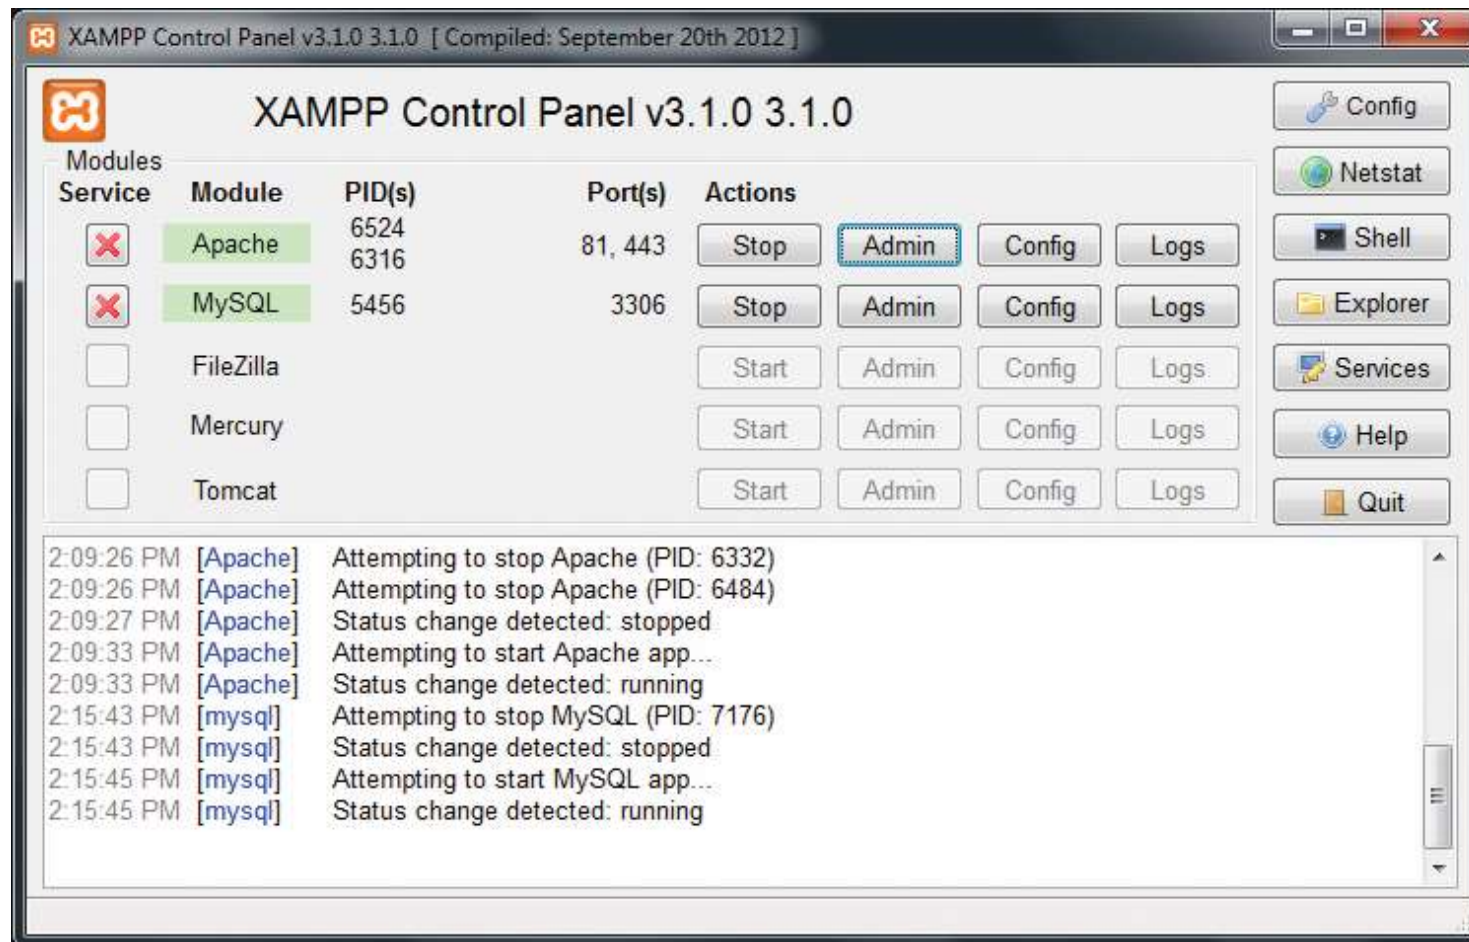 XAMPP Control Panel v3.1.0 3.1.0 [ Compiled: September 20th 2012 ]
XAMPP Control Panel v3.1.0 3.1.0
Config
Modules
Service Module PID(s) Port(s) Actions
Netstat
Apache 6524 6316 81, 443 Stop Admin Config Logs
Shell
MySQL 5456 3306 Stop Admin Config Logs
Explorer
FileZilla Start Admin Config Logs
Services
Mercury Start Admin Config Logs
Help
Tomcat Start Admin Config Logs
Quit
2:09:26 PM [Apache] Attempting to stop Apache (PID: 6332)
2:09:26 PM [Apache] Attempting to stop Apache (PID: 6484)
2:09:27 PM [Apache] Status change detected: stopped
2:09:33 PM [Apache] Attempting to start Apache app...
2:09:33 PM [Apache] Status change detected: running
2:15:43 PM [mysql] Attempting to stop MySQL (PID: 7176)
2:15:43 PM [mysql] Status change detected: stopped
2:15:45 PM [mysql] Attempting to start MySQL app...
2:15:45 PM [mysql] Status change detected: running